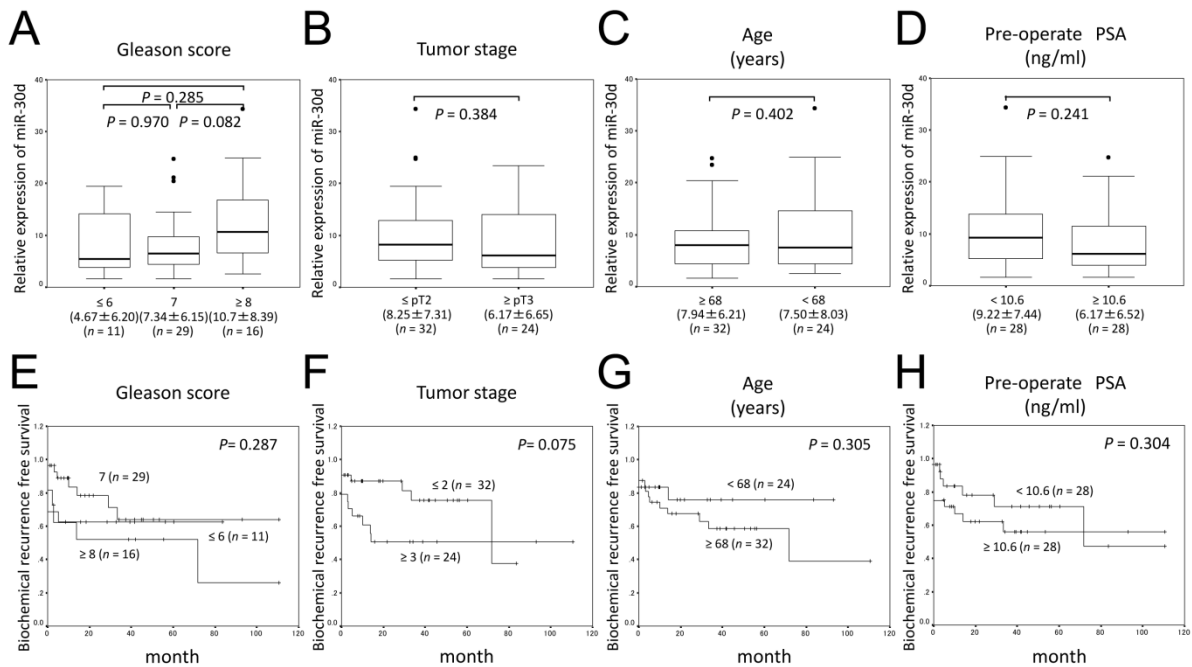 A
Gleason score
Relative expression of miR-30d
40
30
20
10
0
P = 0.285
P = 0.970
P = 0.082
≤ 6
7
≥ 8
(4.67±6.20)(7.34±6.15)(10.7±8.39)
(n = 11)
(n = 29)
(n = 16)
B
Tumor stage
Relative expression of miR-30d
40
30
20
10
0
P = 0.384
≤ pT2
≥ pT3
(8.25±7.31)
(6.17±6.65)
(n = 32)
(n = 24)
C
Age
(years)
Relative expression of miR-30d
40
30
20
10
0
P = 0.402
≥ 68
< 68
(7.94±6.21)
(7.50±8.03)
(n = 32)
(n = 24)
D
Pre-operate PSA
(ng/ml)
Relative expression of miR-30d
40
30
20
10
0
P = 0.241
< 10.6
≥ 10.6
(9.22±7.44)
(6.17±6.52)
(n = 28)
(n = 28)
E
Gleason score
Biochemical recurrence free survival
1.2
1.0
.8
.6
.4
.2
0.0
P= 0.287
7 (n = 29)
≤ 6 (n = 11)
≥ 8 (n = 16)
0 20 40 60 80 100 120
month
F
Tumor stage
Biochemical recurrence free survival
1.2
1.0
.8
.6
.4
.2
0.0
P = 0.075
≤ 2 (n = 32)
≥ 3 (n = 24)
0 20 40 60 80 100 120
month
G
Age
(years)
Biochemical recurrence free survival
1.2
1.0
.8
.6
.4
.2
0.0
P = 0.305
< 68 (n = 24)
≥ 68 (n = 32)
0 20 40 60 80 100 120
month
H
Pre-operate PSA
(ng/ml)
Biochemical recurrence free survival
1.2
1.0
.8
.6
.4
.2
0.0
P = 0.304
< 10.6 (n = 28)
≥ 10.6 (n = 28)
0 20 40 60 80 100 120
month